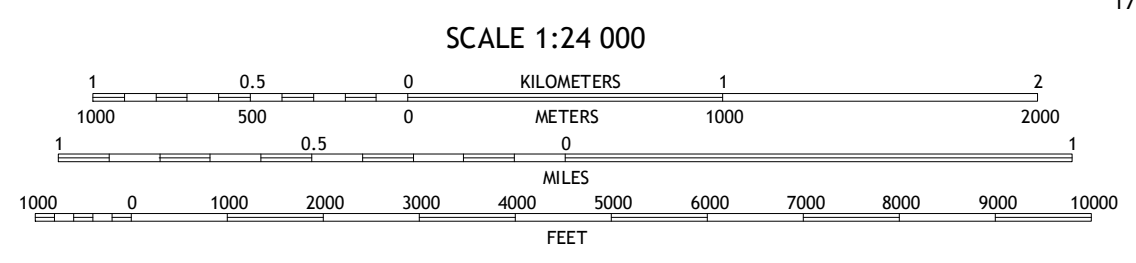 17
SCALE 1:24 000
1 0.5 0 KILOMETERS 1 2
1000 500 0 METERS 1000 2000
1 0.5 0 1
MILES
1000 0 1000 2000 3000 4000 5000 6000 7000 8000 9000 10000
FEET